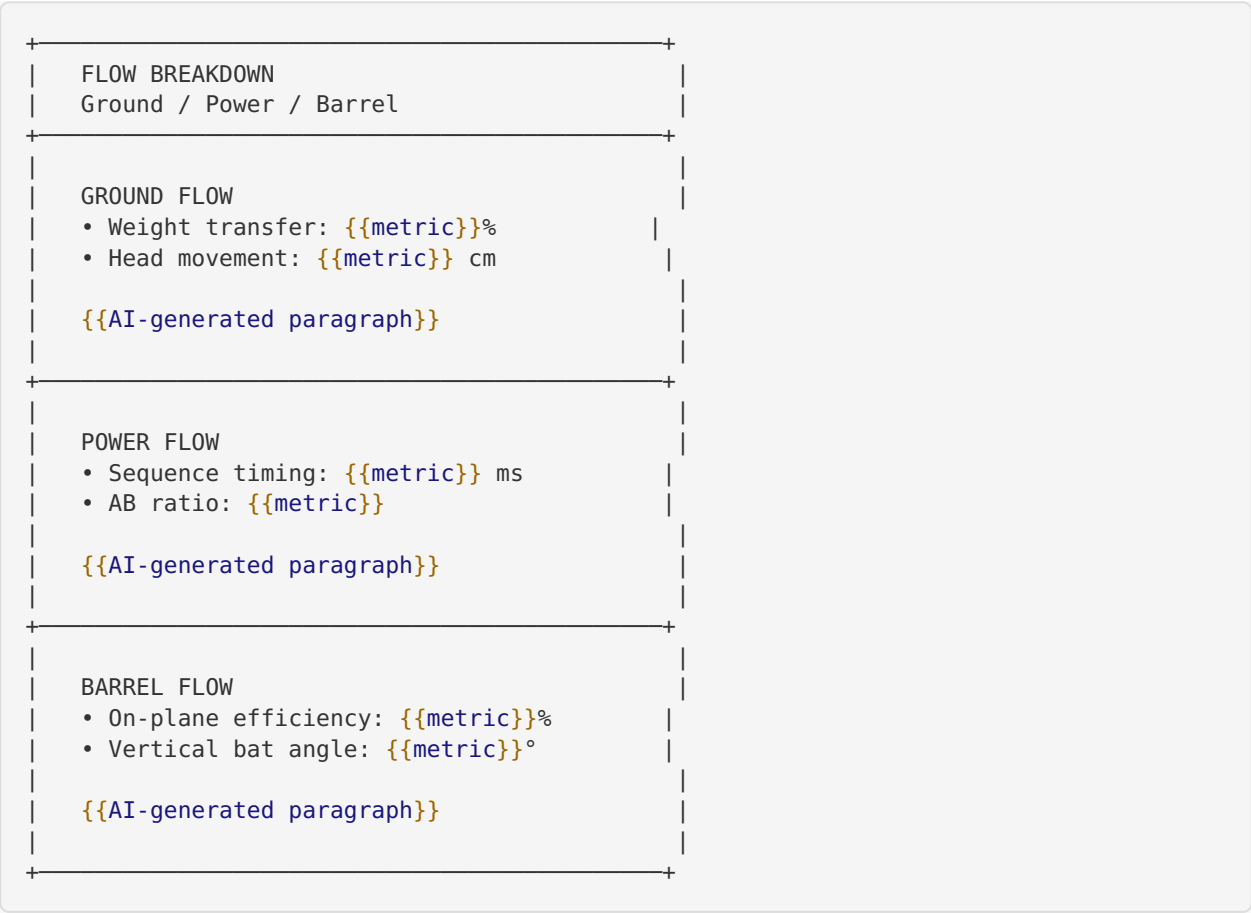 +─────────────────────────────────────────────+
|   FLOW BREAKDOWN                             |
|   Ground / Power / Barrel                    |
+─────────────────────────────────────────────+
|                                              |
|   GROUND FLOW                                |
|   • Weight transfer: {{metric}}%           |
|   • Head movement: {{metric}} cm            |
|                                              |
|   {{AI-generated paragraph}}                 |
|                                              |
+─────────────────────────────────────────────+
|                                              |
|   POWER FLOW                                 |
|   • Sequence timing: {{metric}} ms          |
|   • AB ratio: {{metric}}                    |
|                                              |
|   {{AI-generated paragraph}}                 |
|                                              |
+─────────────────────────────────────────────+
|                                              |
|   BARREL FLOW                                |
|   • On-plane efficiency: {{metric}}%        |
|   • Vertical bat angle: {{metric}}°         |
|                                              |
|   {{AI-generated paragraph}}                 |
|                                              |
+─────────────────────────────────────────────+